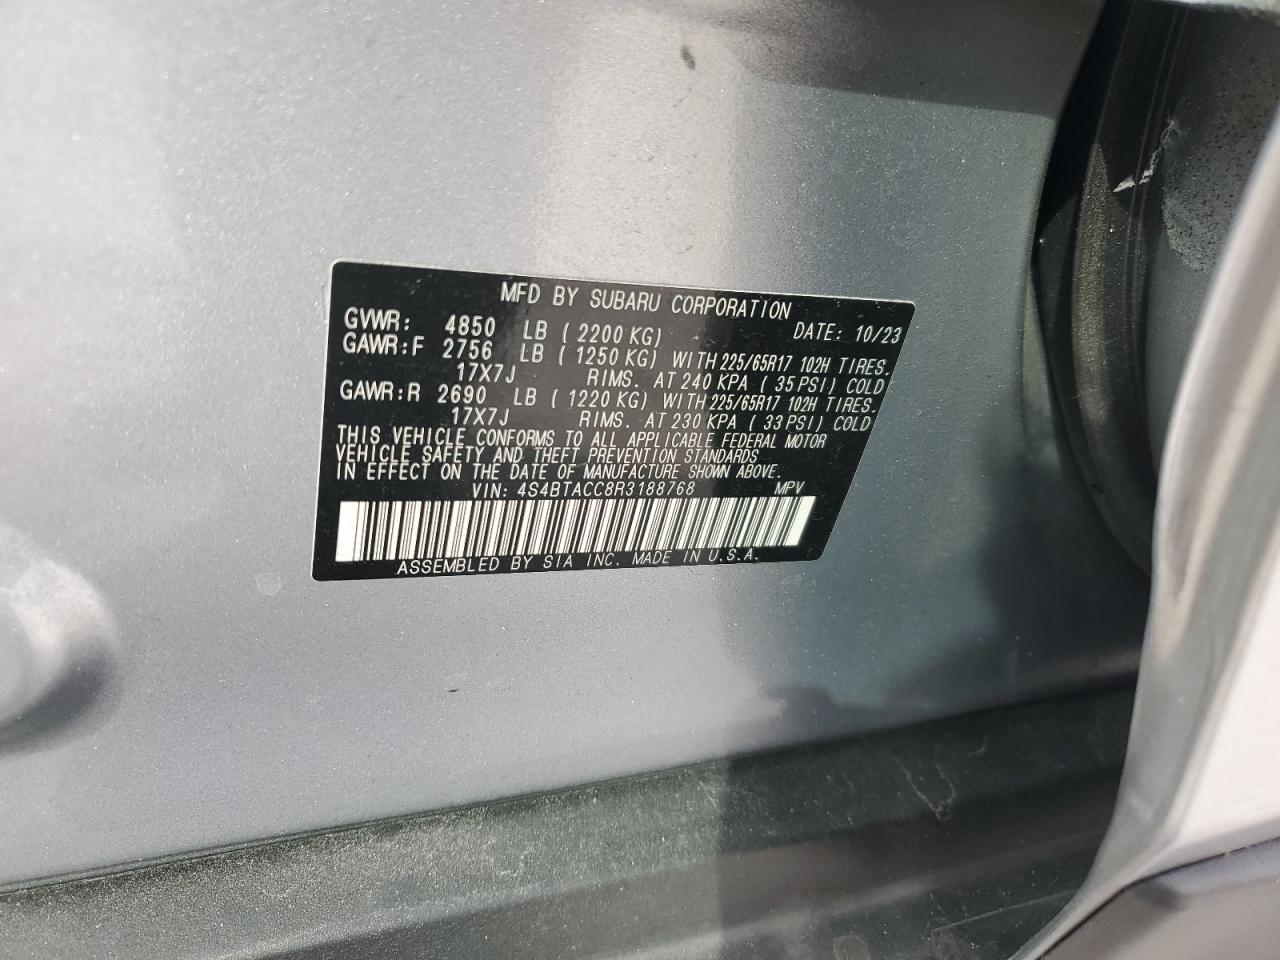 MFD BY SUBARU CORPORATION
GVWR: 4850 LB ( 2200 KG) DATE: 10/23
GAWR:F 2756 LB ( 1250 KG) WITH 225/65R17 102H TIRES.
17X7J RIMS. AT 240 KPA ( 35 PSI) COLD
GAWR:R 2690 LB ( 1220 KG) WITH 225/65R17 102H TIRES.
17X7J RIMS. AT 230 KPA ( 33 PSI) COLD
THIS VEHICLE CONFORMS TO ALL APPLICABLE FEDERAL MOTOR
VEHICLE SAFETY AND THEFT PREVENTION STANDARDS
IN EFFECT ON THE DATE OF MANUFACTURE SHOWN ABOVE.
VIN: 4S4BTACC8R3188768 MPV
ASSEMBLED BY SIA INC. MADE IN U.S.A.